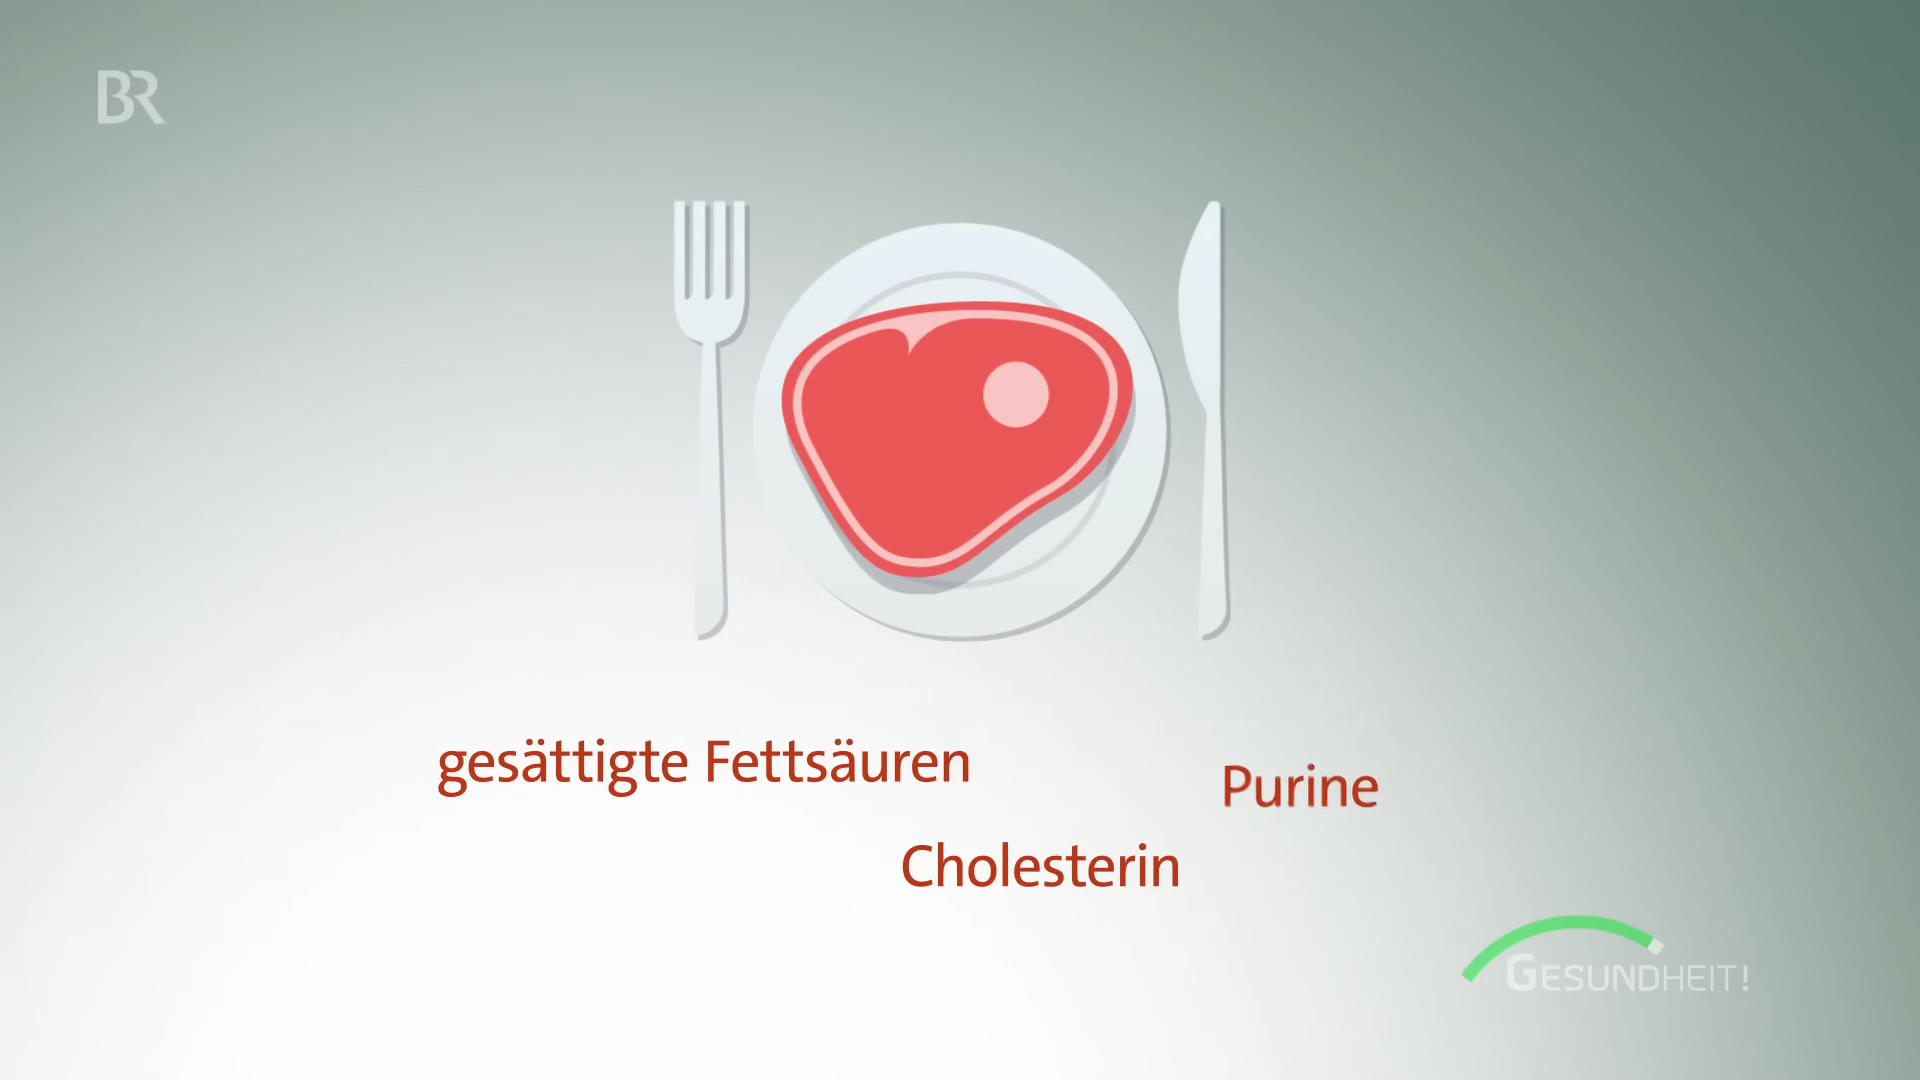 BR
gesättigte Fettsäuren
Purine
Cholesterin
GESUNDHEIT!